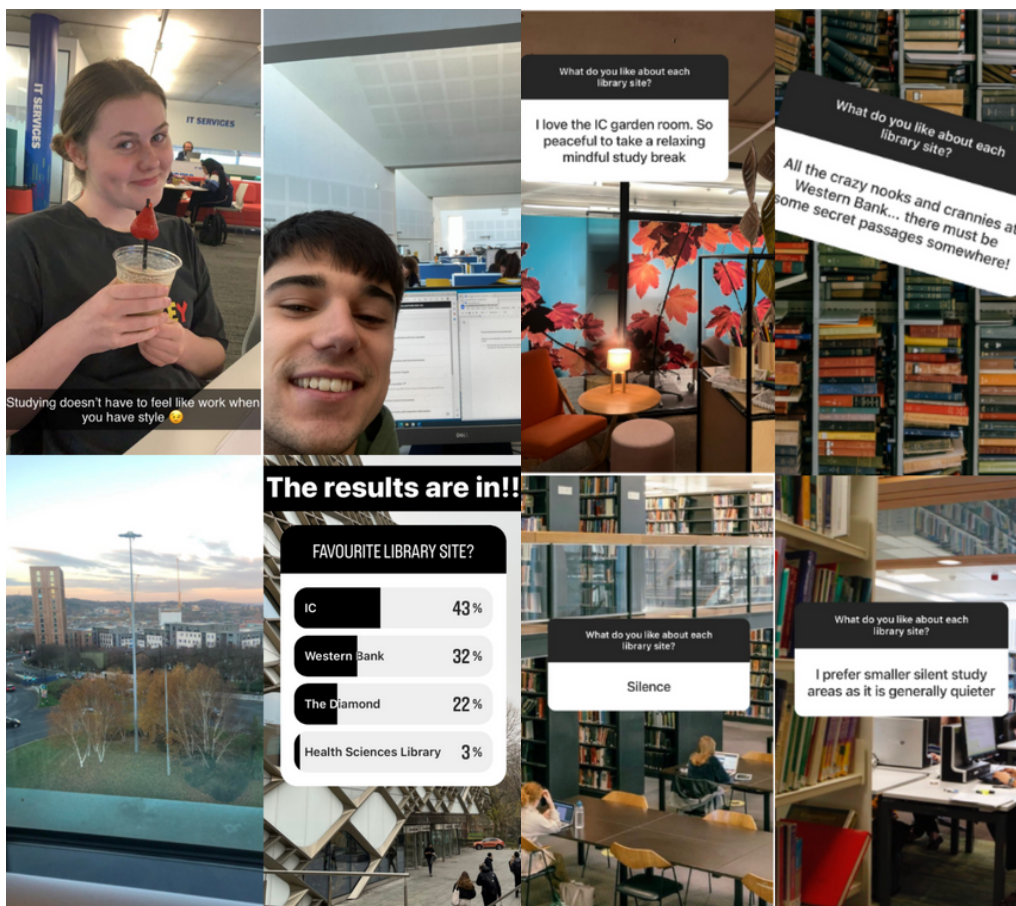 IT SERVICES
IT SERVICES
Studying doesn't have to feel like work when
you have style 😉
What do you like about each
library site?
I love the IC garden room. So
peaceful to take a relaxing
mindful study break
What do you like about each
library site?
All the crazy nooks and crannies at
Western Bank... there must be
some secret passages somewhere!
The results are in!!
FAVOURITE LIBRARY SITE?
IC 43%
Western Bank 32%
The Diamond 22%
Health Sciences Library 3%
What do you like about each
library site?
Silence
What do you like about each
library site?
I prefer smaller silent study
areas as it is generally quieter